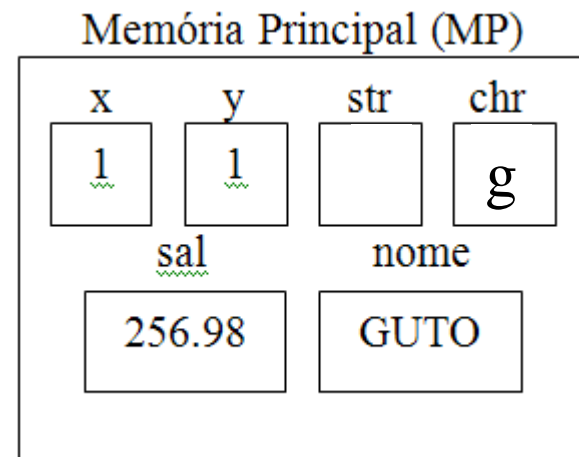 Memória Principal (MP)
x y str chr
1 1 g
sal nome
256.98 GUTO